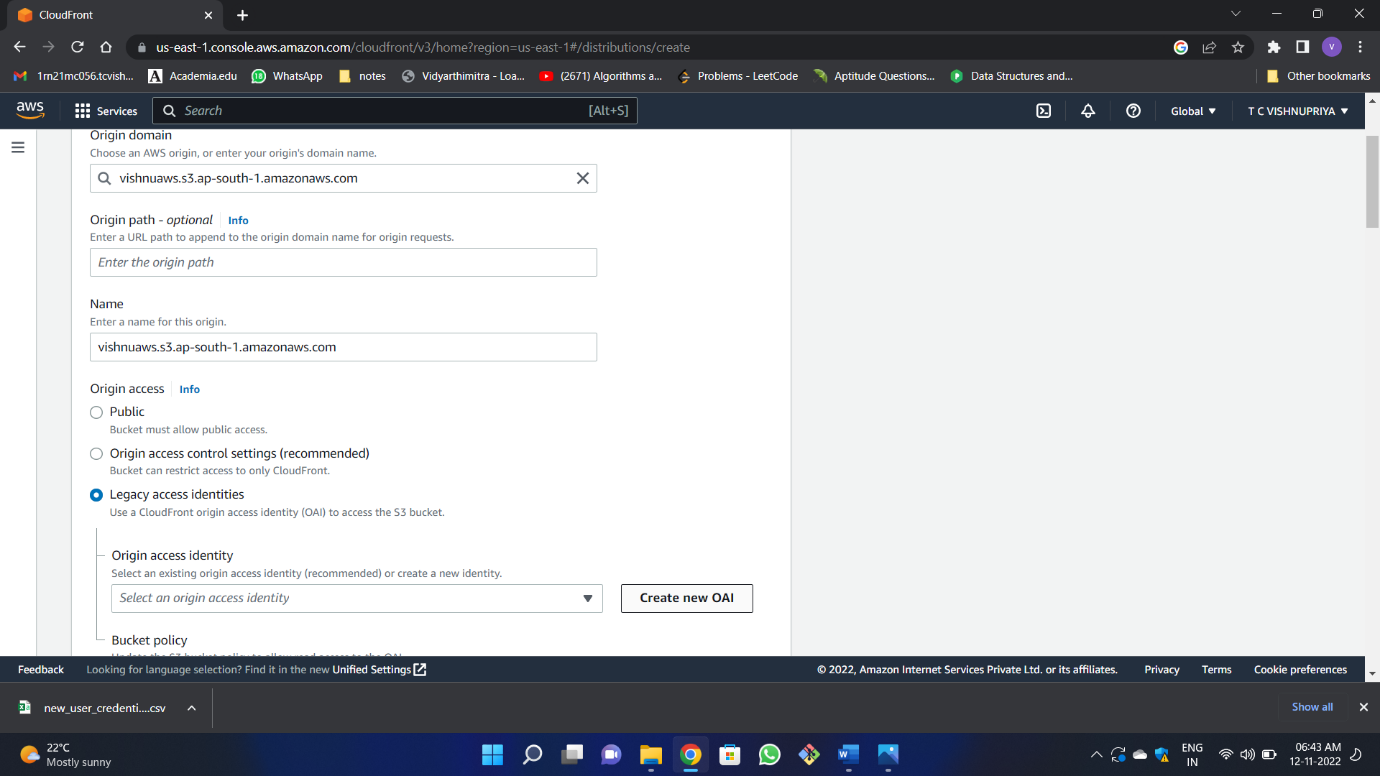 CloudFront
us-east-1.console.aws.amazon.com/cloudfront/v3/home?region=us-east-1#/distributions/create
V
1rn21mc056.tcvish... Academia.edu WhatsApp notes Vidyarthimitra - Loa... (2671) Algorithms a... Problems - LeetCode Aptitude Questions... Data Structures and... Other bookmarks
aws Services Search [Alt+S] Global T C VISHNUPRIYA
Origin domain
Choose an AWS origin, or enter your origin's domain name.
vishnuaws.s3.ap-south-1.amazonaws.com
Origin path - optional Info
Enter a URL path to append to the origin domain name for origin requests.
Enter the origin path
Name
Enter a name for this origin.
vishnuaws.s3.ap-south-1.amazonaws.com
Origin access Info
Public
Bucket must allow public access.
Origin access control settings (recommended)
Bucket can restrict access to only CloudFront.
Legacy access identities
Use a CloudFront origin access identity (OAI) to access the S3 bucket.
Origin access identity
Select an existing origin access identity (recommended) or create a new identity.
Select an origin access identity Create new OAI
Bucket policy
Feedback Looking for language selection? Find it in the new Unified Settings © 2022, Amazon Internet Services Private Ltd. or its affiliates. Privacy Terms Cookie preferences
new_user_credenti....csv Show all
22°C
Mostly sunny
ENG
IN
06:43 AM
12-11-2022